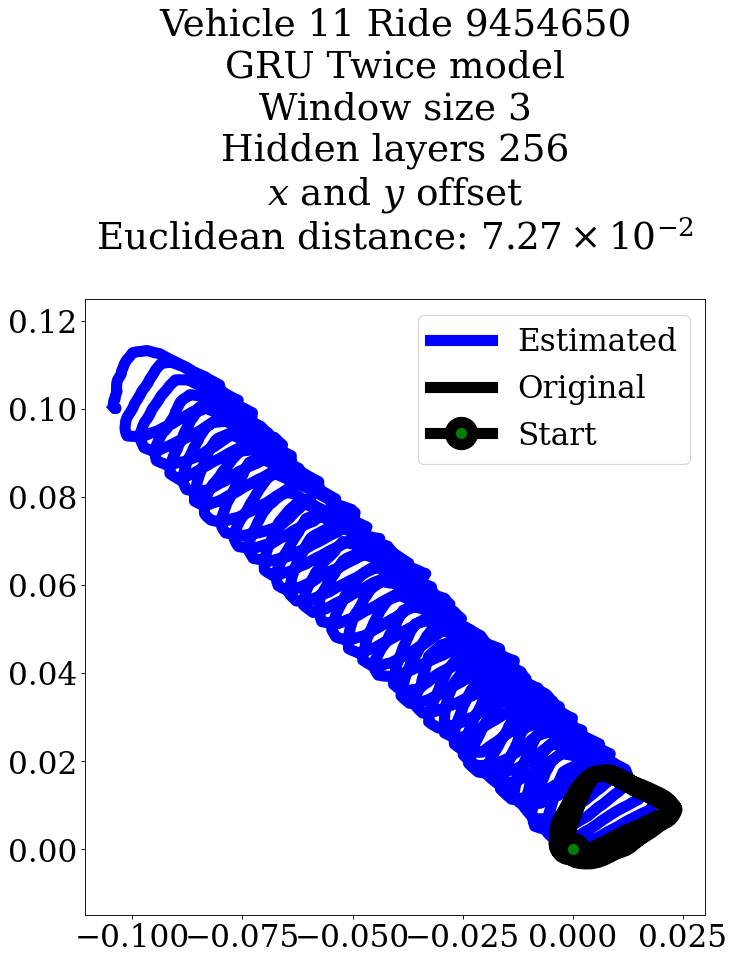 Vehicle 11 Ride 9454650
GRU Twice model
Window size 3
Hidden layers 256
x and y offset
Euclidean distance: 7.27 × 10⁻²
Estimated
Original
Start
0.12
0.10
0.08
0.06
0.04
0.02
0.00
−0.100 −0.075 −0.050 −0.025 0.000 0.025